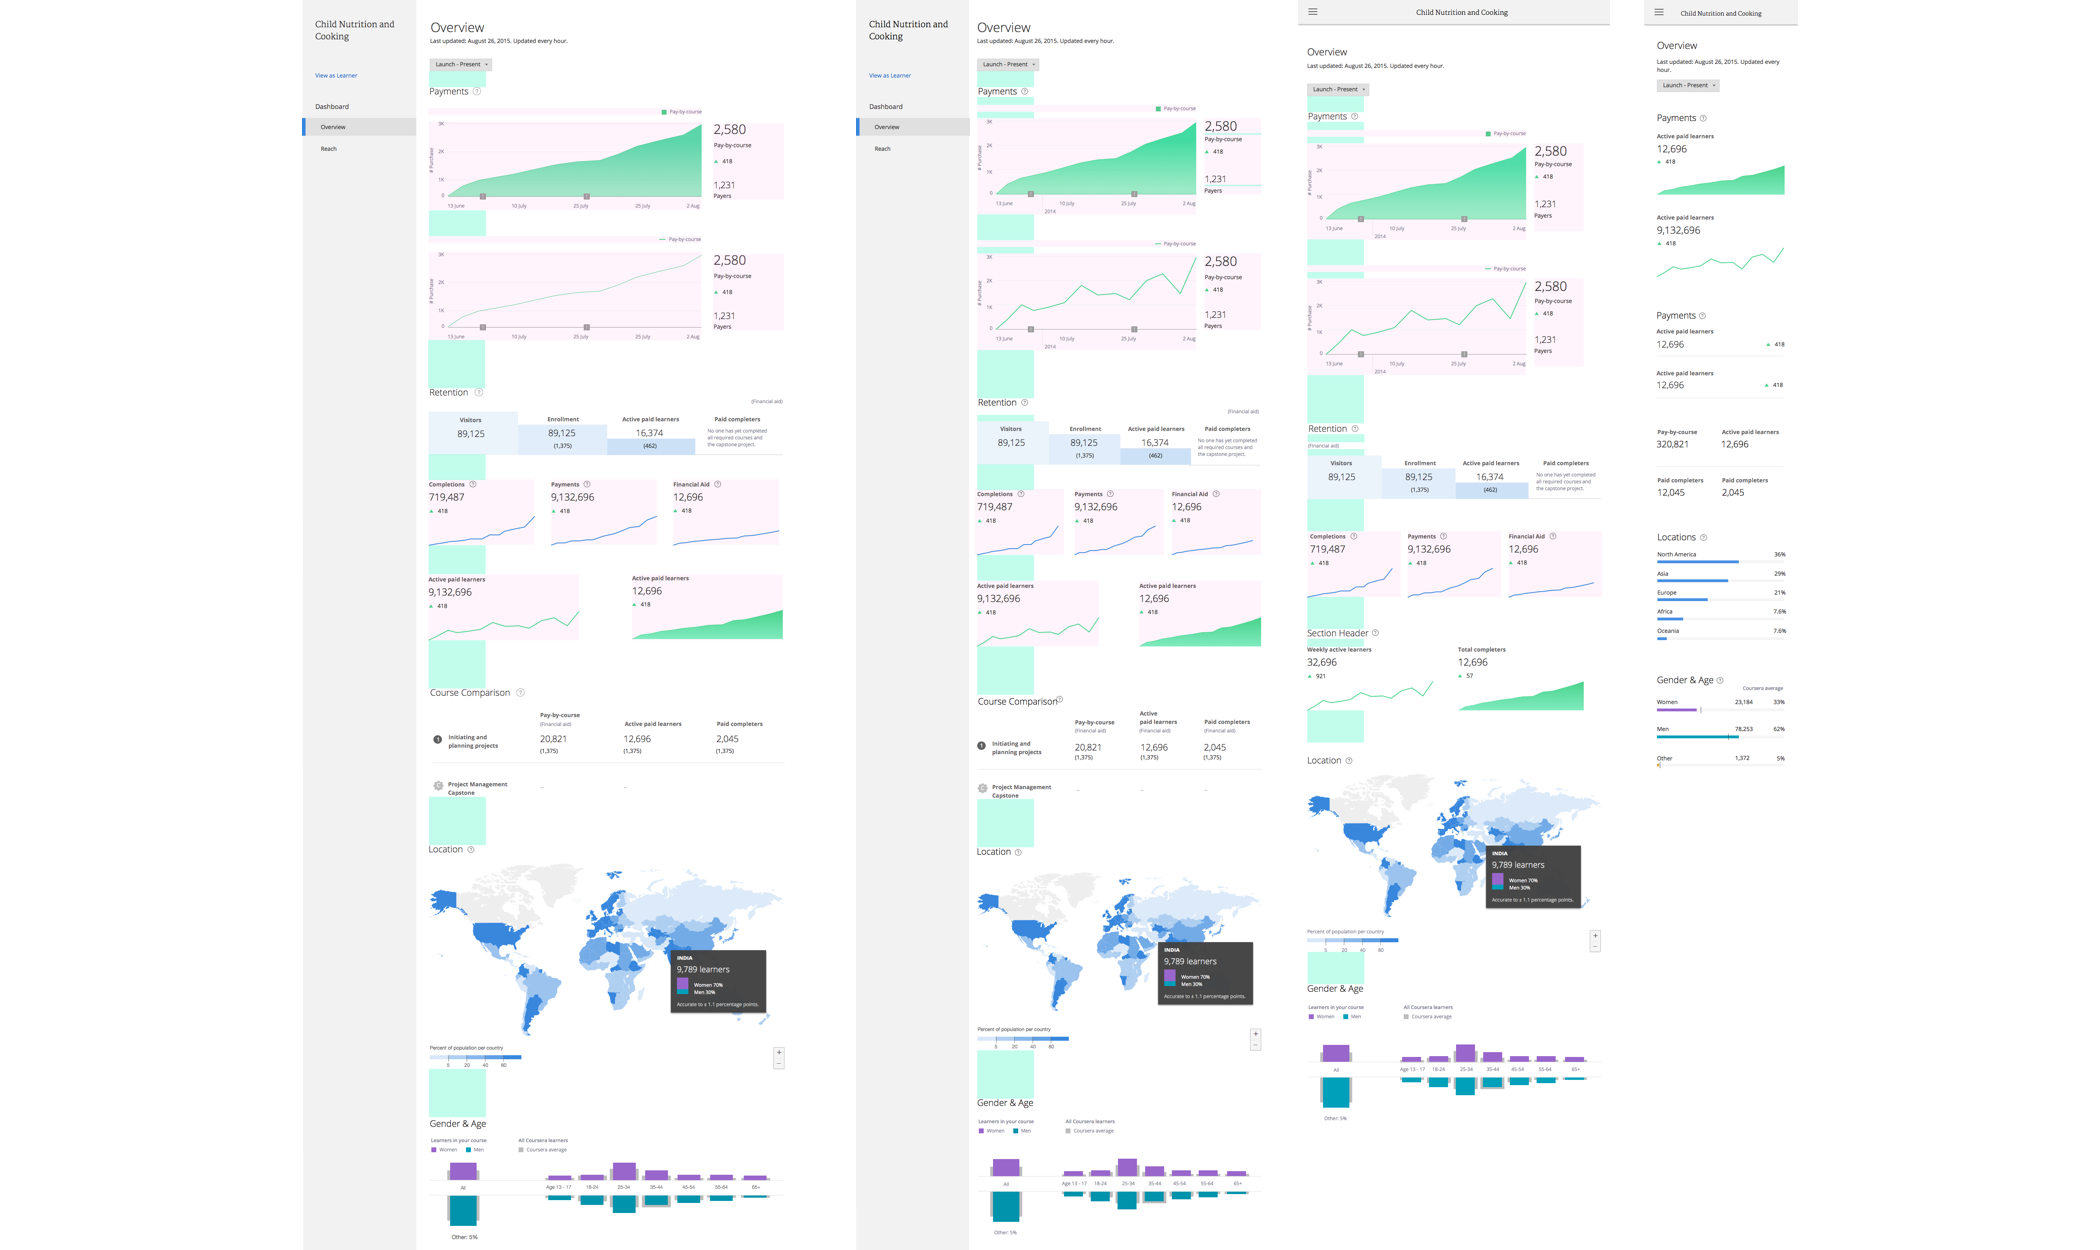 Child Nutrition and
Cooking
View as Learner
Dashboard
Overview
Reach
Overview
Last updated: August 26, 2015. Updated every hour.
Launch - Present
Payments
Pay-by-course
# Purchase
3K
2K
1K
0
13 June
10 July
25 July
25 July
2 Aug
2,580
Pay-by-course
418
1,231
Payers
Pay-by-course
# Purchase
3K
2K
1K
0
13 June
10 July
25 July
25 July
2 Aug
2,580
Pay-by-course
418
1,231
Payers
Retention
(Financial aid)
Visitors
89,125
Enrollment
89,125
(1,375)
Active paid learners
16,374
(462)
Paid completers
No one has yet completed
all required courses and
the capstone project.
Completions
719,487
418
Payments
9,132,696
418
Financial Aid
12,696
418
Active paid learners
9,132,696
418
Active paid learners
12,696
418
Course Comparison
Pay-by-course
(Financial aid)
Active paid learners
Paid completers
1
Initiating and
planning projects
20,821
(1,375)
12,696
(1,375)
2,045
(1,375)
Project Management
Capstone
–
–
Location
INDIA
9,789 learners
Women 70%
Men 30%
Accurate to ± 1.1 percentage points.
Percent of population per country
5 20 40 80
+
–
Gender & Age
Learners in your course
Women Men
All Coursera learners
Coursera average
All
Age 13 - 17
18-24
25-34
35-44
45-54
55-64
65+
Other: 5%
Child Nutrition and
Cooking
View as Learner
Dashboard
Overview
Reach
Overview
Last updated: August 26, 2015. Updated every hour.
Launch - Present
Payments
Pay-by-course
# Purchase
3K
2K
1K
0
13 June
10 July
25 July
2 Aug
2014
2,580
Pay-by-course
418
1,231
Payers
Pay-by-course
# Purchase
3K
2K
1K
0
13 June
10 July
25 July
2 Aug
2014
2,580
Pay-by-course
418
1,231
Payers
Retention
(Financial aid)
Visitors
89,125
Enrollment
89,125
(1,375)
Active paid learners
16,374
(462)
Paid completers
No one has yet completed
all required courses and
the capstone project.
Completions
719,487
418
Payments
9,132,696
418
Financial Aid
12,696
418
Active paid learners
9,132,696
418
Active paid learners
12,696
418
Course Comparison
Pay-by-course
(Financial aid)
Active
paid learners
(Financial aid)
Paid completers
(Financial aid)
1
Initiating and
planning projects
20,821
(1,375)
12,696
(1,375)
2,045
(1,375)
Project Management
Capstone
–
–
–
Location
INDIA
9,789 learners
Women 70%
Men 30%
Accurate to ± 1.1 percentage points.
Percent of population per country
5 20 40 80
+
–
Gender & Age
Learners in your course
Women Men
All Coursera learners
Coursera average
All
Age 13 - 17
18-24
25-34
35-44
45-54
55-64
65+
Other: 5%
Child Nutrition and Cooking
Overview
Last updated: August 26, 2015. Updated every hour.
Launch - Present
Payments
Pay-by-course
# Purchase
3K
2K
1K
0
13 June
10 July
25 July
2 Aug
2014
2,580
Pay-by-course
418
1,231
Payers
Pay-by-course
# Purchase
3K
2K
1K
0
13 June
10 July
25 July
2 Aug
2014
2,580
Pay-by-course
418
1,231
Payers
Retention
(Financial aid)
Visitors
89,125
Enrollment
89,125
(1,375)
Active paid learners
16,374
(462)
Paid completers
No one has yet completed
all required courses and
the capstone project.
Completions
719,487
418
Payments
9,132,696
418
Financial Aid
12,696
418
Section Header
Weekly active learners
32,696
921
Total completers
12,696
57
Location
INDIA
9,789 learners
Women 70%
Men 30%
Accurate to ± 1.1 percentage points.
Percent of population per country
5 20 40 80
+
–
Gender & Age
Learners in your course
Women Men
All Coursera learners
Coursera average
All
Age 13 - 17
18-24
25-34
35-44
45-54
55-64
65+
Other: 5%
Child Nutrition and Cooking
Overview
Last updated: August 26, 2015. Updated every
hour.
Launch - Present
Payments
Active paid learners
12,696
418
Active paid learners
9,132,696
418
Payments
Active paid learners
12,696
418
Active paid learners
12,696
418
Pay-by-course
320,821
Active paid learners
12,696
Paid completers
12,045
Paid completers
2,045
Locations
North America 36%
Asia 29%
Europe 21%
Africa 7.6%
Oceania 7.6%
Gender & Age
Coursera average
Women 23,184 33%
Men 78,253 62%
Other 1,372 5%